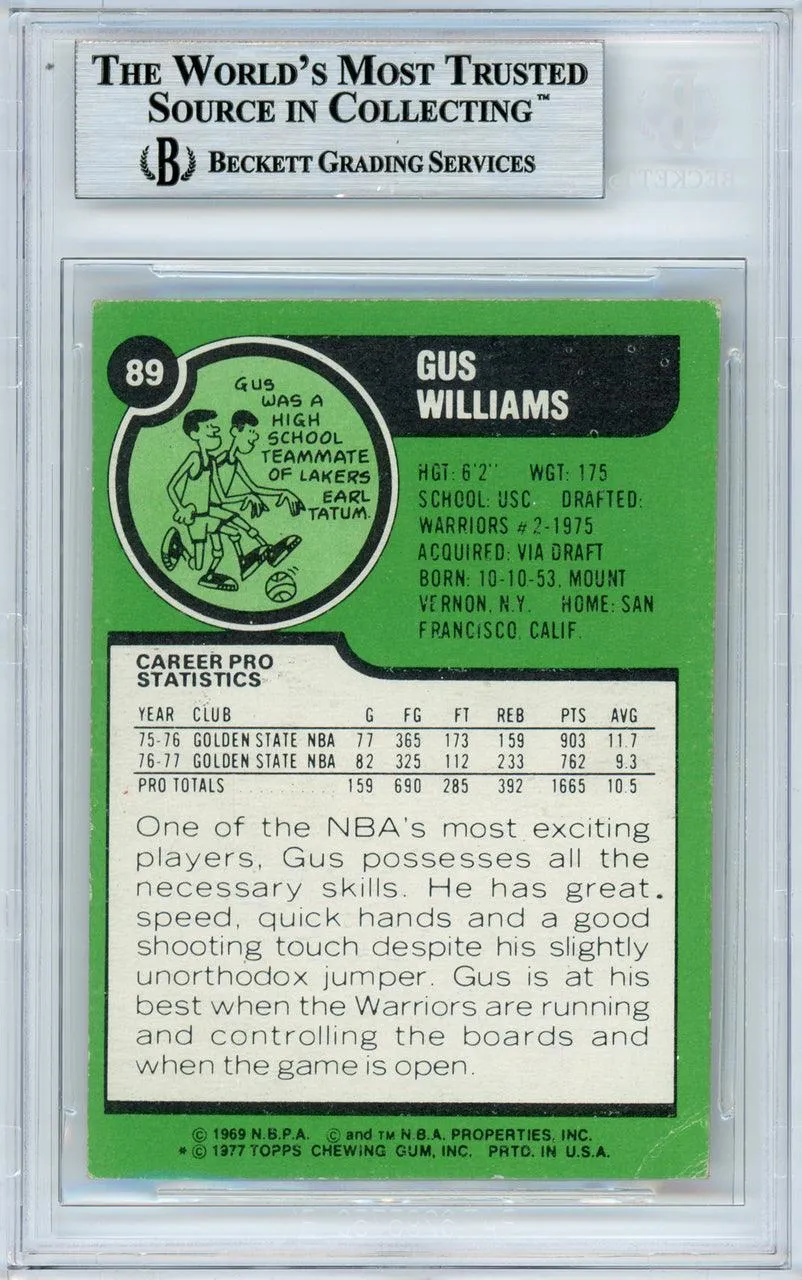 THE WORLD'S MOST TRUSTED
SOURCE IN COLLECTING™
B BECKETT GRADING SERVICES
89
GUS
WAS A
HIGH
SCHOOL
TEAMMATE
OF LAKERS
EARL
TATUM.
GUS
WILLIAMS
HGT: 6'2" WGT: 175
SCHOOL: USC. DRAFTED:
WARRIORS #2-1975
ACQUIRED: VIA DRAFT
BORN: 10-10-53, MOUNT
VERNON, N.Y. HOME: SAN
FRANCISCO, CALIF.
CAREER PRO
STATISTICS
YEAR CLUB G FG FT REB PTS AVG
75-76 GOLDEN STATE NBA 77 365 173 159 903 11.7
76-77 GOLDEN STATE NBA 82 325 112 233 762 9.3
PRO TOTALS 159 690 285 392 1665 10.5
One of the NBA's most exciting
players, Gus possesses all the
necessary skills. He has great
speed, quick hands and a good
shooting touch despite his slightly
unorthodox jumper. Gus is at his
best when the Warriors are running
and controlling the boards and
when the game is open.
© 1969 N.B.P.A. © and TM N.B.A. PROPERTIES, INC.
* © 1977 TOPPS CHEWING GUM, INC. PRTD. IN U.S.A.